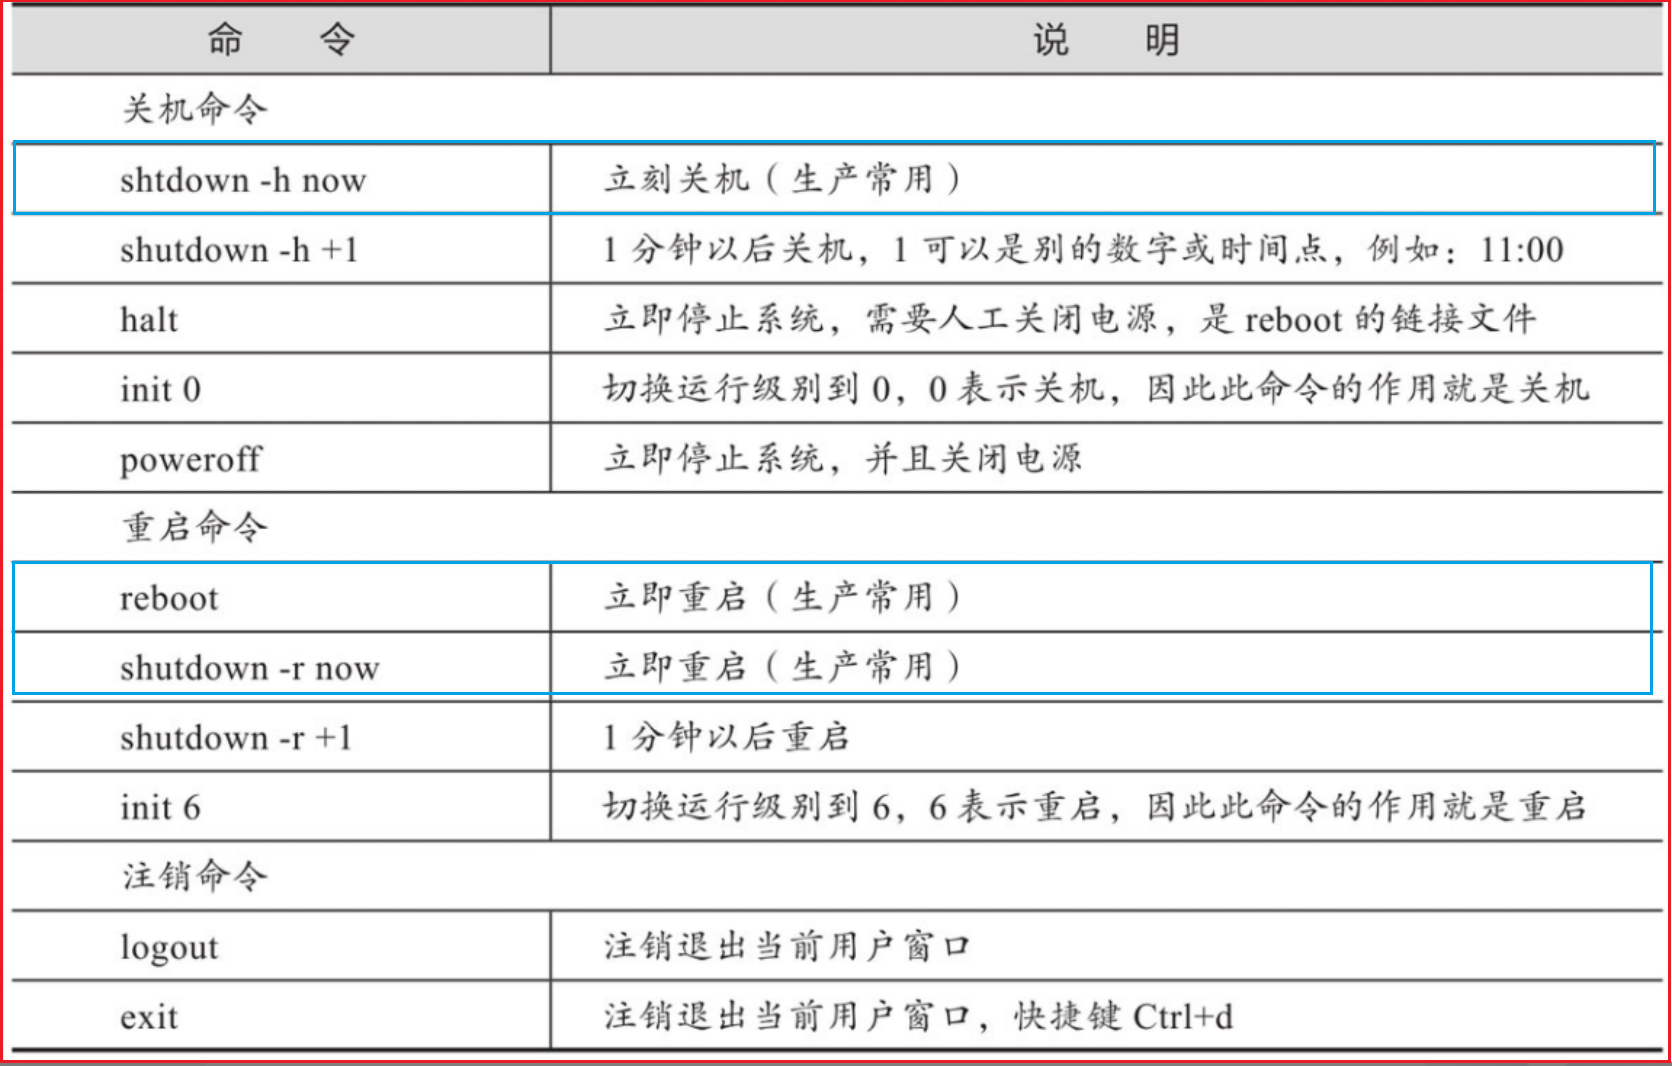 命 令 说 明
关机命令
shtdown -h now 立刻关机（生产常用）
shutdown -h +1 1 分钟以后关机，1 可以是别的数字或时间点，例如：11:00
halt 立即停止系统，需要人工关闭电源，是 reboot 的链接文件
init 0 切换运行级别到 0，0 表示关机，因此此命令的作用就是关机
poweroff 立即停止系统，并且关闭电源
重启命令
reboot 立即重启（生产常用）
shutdown -r now 立即重启（生产常用）
shutdown -r +1 1 分钟以后重启
init 6 切换运行级别到 6，6 表示重启，因此此命令的作用就是重启
注销命令
logout 注销退出当前用户窗口
exit 注销退出当前用户窗口，快捷键 Ctrl+d